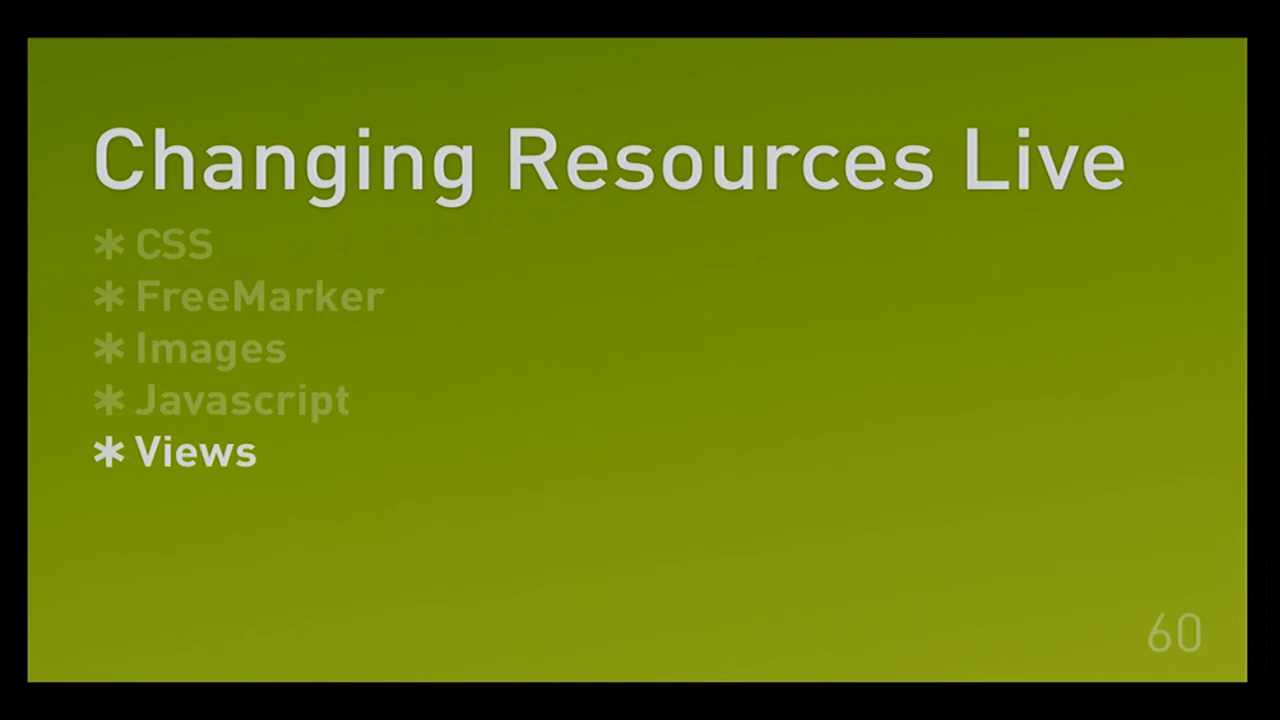 Changing Resources Live
* CSS
* FreeMarker
* Images
* Javascript
* Views
60